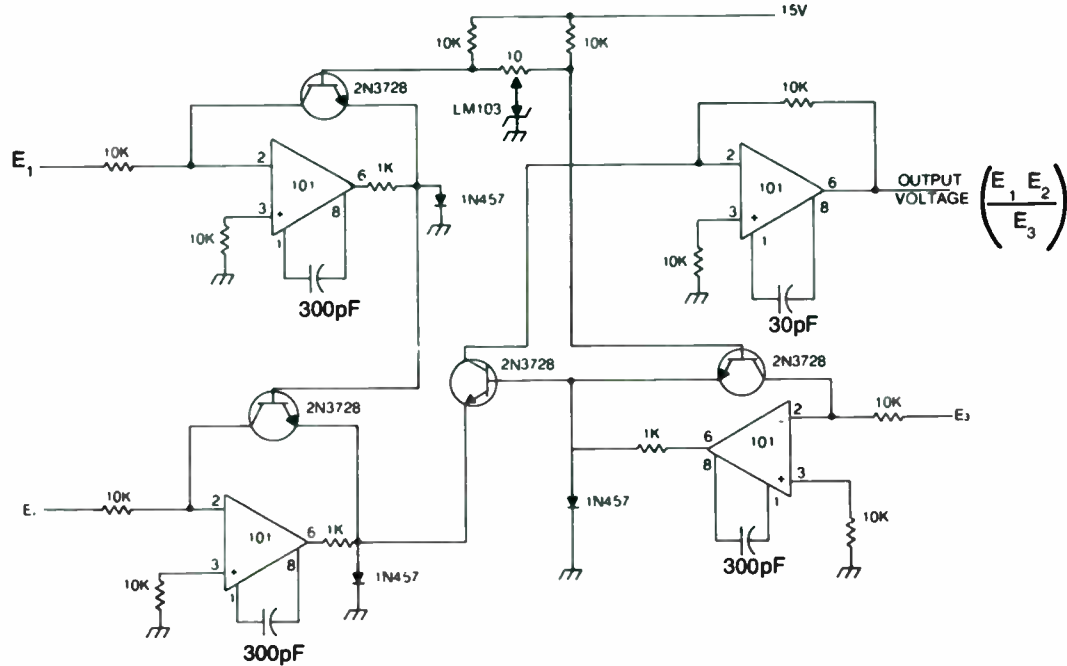 15V
10K
10K
10
2N3728
LM103
10K
E1
10K
2
101
6
1K
3
+
8
1
10K
1N457
300pF
2
101
6
3
+
8
1
10K
30pF
OUTPUT
VOLTAGE
(E1 E2 / E3)
2N3728
2N3728
2N3728
10K
E3
2
-
101
6
1K
8
3
+
1
10K
1N457
300pF
E.
10K
2
101
6
1K
3
+
8
1
10K
1N457
300pF